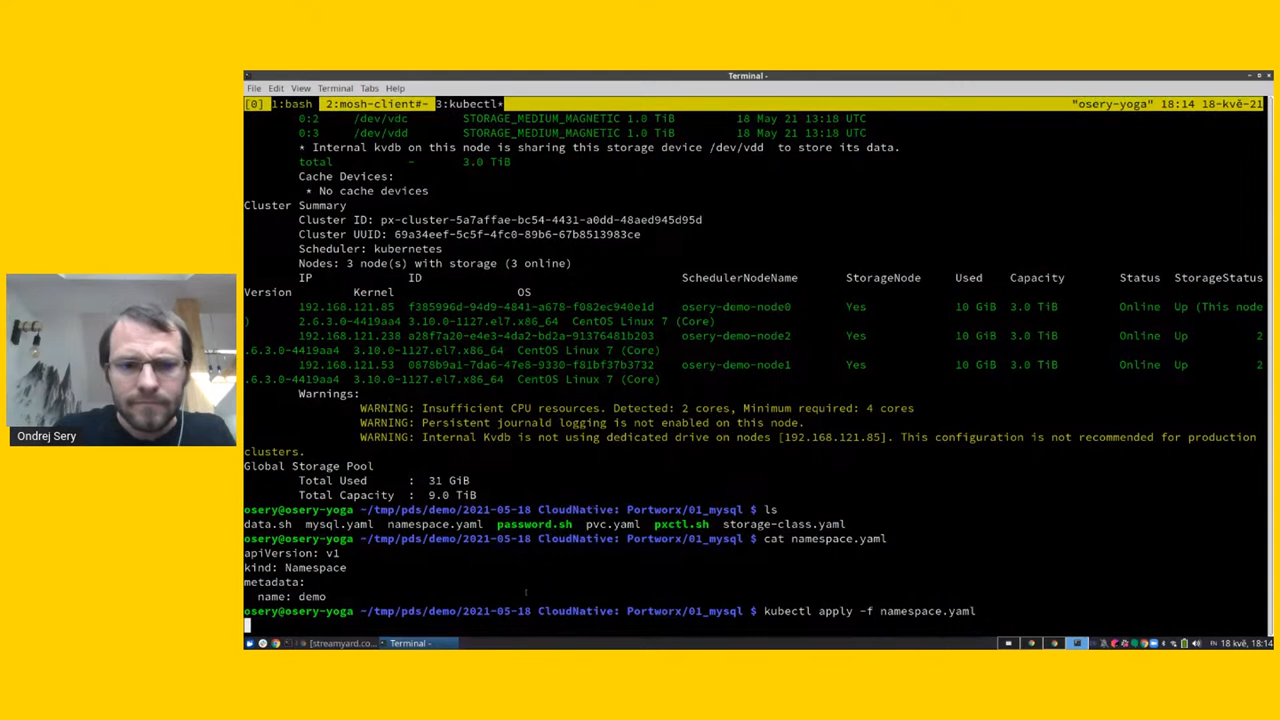 Terminal -
File Edit View Terminal Tabs Help
[0] 1:bash 2:mosh-client#- 3:kubectl* "osery-yoga" 18:14 18-kvě-21
0:2 /dev/vdc STORAGE_MEDIUM_MAGNETIC 1.0 TiB 18 May 21 13:18 UTC
0:3 /dev/vdd STORAGE_MEDIUM_MAGNETIC 1.0 TiB 18 May 21 13:18 UTC
* Internal kvdb on this node is sharing this storage device /dev/vdd to store its data.
total - 3.0 TiB
Cache Devices:
* No cache devices
Cluster Summary
Cluster ID: px-cluster-5a7affae-bc54-4431-a0dd-48aed945d95d
Cluster UUID: 69a34eef-5c5f-4fc0-89b6-67b8513983ce
Scheduler: kubernetes
Nodes: 3 node(s) with storage (3 online)
IP ID SchedulerNodeName StorageNode Used Capacity Status StorageStatus
Version Kernel OS
192.168.121.85 f385996d-94d9-4841-a678-f082ec940e1d osery-demo-node0 Yes 10 GiB 3.0 TiB Online Up (This node
) 2.6.3.0-4419aa4 3.10.0-1127.el7.x86_64 CentOS Linux 7 (Core)
192.168.121.238 a28f7a20-e4e3-4da2-bd2a-91376481b203 osery-demo-node2 Yes 10 GiB 3.0 TiB Online Up 2
.6.3.0-4419aa4 3.10.0-1127.el7.x86_64 CentOS Linux 7 (Core)
192.168.121.53 0878b9a1-7da6-47e8-9330-f81bf37b3732 osery-demo-node1 Yes 10 GiB 3.0 TiB Online Up 2
.6.3.0-4419aa4 3.10.0-1127.el7.x86_64 CentOS Linux 7 (Core)
Warnings:
WARNING: Insufficient CPU resources. Detected: 2 cores, Minimum required: 4 cores
WARNING: Persistent journald logging is not enabled on this node.
WARNING: Internal Kvdb is not using dedicated drive on nodes [192.168.121.85]. This configuration is not recommended for production
clusters.
Global Storage Pool
Total Used : 31 GiB
Total Capacity : 9.0 TiB
osery@osery-yoga ~/tmp/pds/demo/2021-05-18 CloudNative: Portworx/01_mysql $ ls
data.sh mysql.yaml namespace.yaml password.sh pvc.yaml pxctl.sh storage-class.yaml
osery@osery-yoga ~/tmp/pds/demo/2021-05-18 CloudNative: Portworx/01_mysql $ cat namespace.yaml
apiVersion: v1
kind: Namespace
metadata:
name: demo
osery@osery-yoga ~/tmp/pds/demo/2021-05-18 CloudNative: Portworx/01_mysql $ kubectl apply -f namespace.yaml
Ondrej Sery
[streamyard.co... Terminal - EN 18 kvě, 18:14